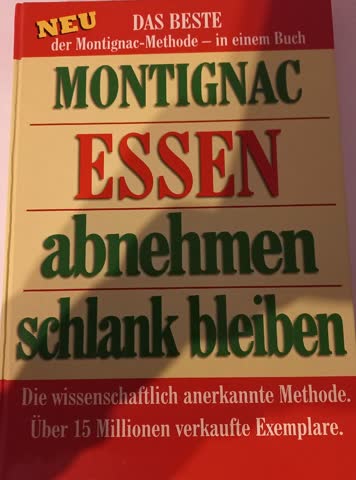 NEU
DAS BESTE
der Montignac-Methode – in einem Buch
MONTIGNAC
ESSEN
abnehmen
schlank bleiben
Die wissenschaftlich anerkannte Methode.
Über 15 Millionen verkaufte Exemplare.